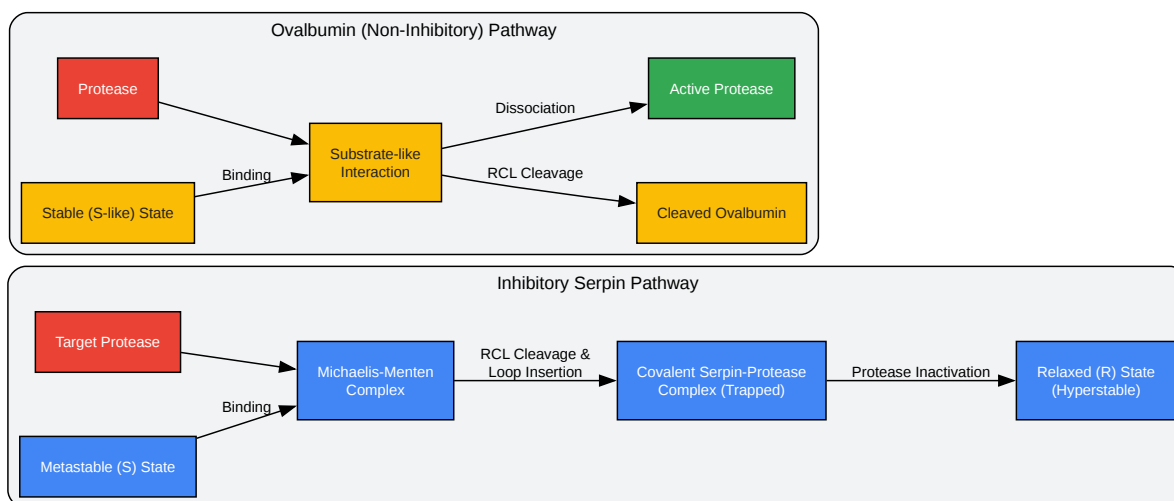 Ovalbumin (Non-Inhibitory) Pathway
Protease
Stable (S-like) State
Binding
Substrate-like
Interaction
Dissociation
RCL Cleavage
Active Protease
Cleaved Ovalbumin
Inhibitory Serpin Pathway
Target Protease
Metastable (S) State
Binding
Michaelis-Menten
Complex
RCL Cleavage &
Loop Insertion
Covalent Serpin-Protease
Complex (Trapped)
Protease Inactivation
Relaxed (R) State
(Hyperstable)